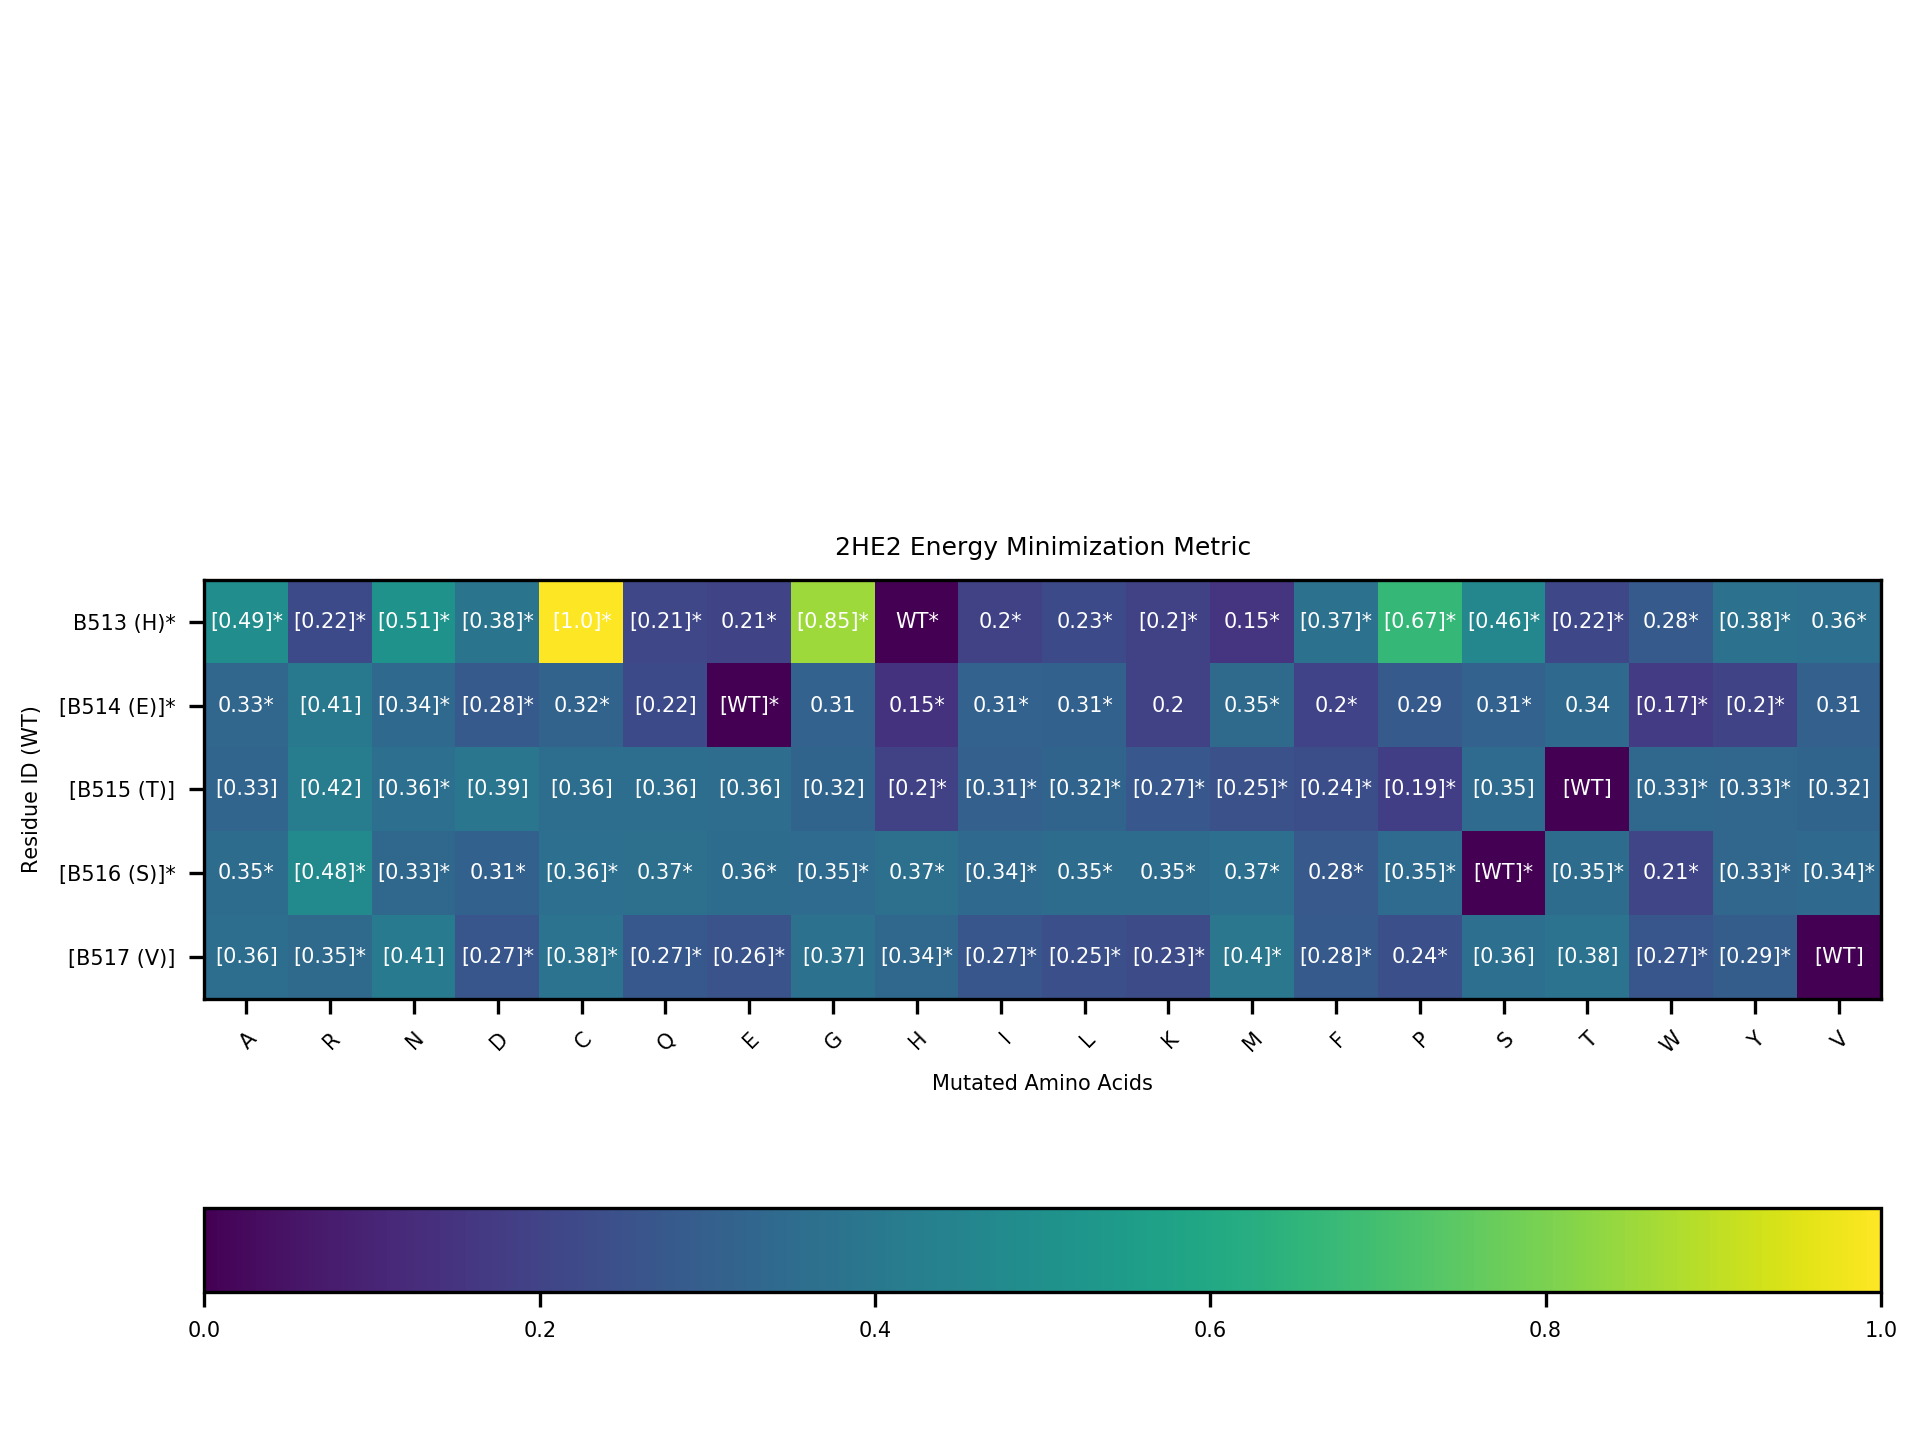 2HE2 Energy Minimization Metric
Residue ID (WT)
B513 (H)* [0.49]* [0.22]* [0.51]* [0.38]* [1.0]* [0.21]* 0.21* [0.85]* WT* 0.2* 0.23* [0.2]* 0.15* [0.37]* [0.67]* [0.46]* [0.22]* 0.28* [0.38]* 0.36*
[B514 (E)]* 0.33* [0.41] [0.34]* [0.28]* 0.32* [0.22] [WT]* 0.31 0.15* 0.31* 0.31* 0.2 0.35* 0.2* 0.29 0.31* 0.34 [0.17]* [0.2]* 0.31
[B515 (T)] [0.33] [0.42] [0.36]* [0.39] [0.36] [0.36] [0.36] [0.32] [0.2]* [0.31]* [0.32]* [0.27]* [0.25]* [0.24]* [0.19]* [0.35] [WT] [0.33]* [0.33]* [0.32]
[B516 (S)]* 0.35* [0.48]* [0.33]* 0.31* [0.36]* 0.37* 0.36* [0.35]* 0.37* [0.34]* 0.35* 0.35* 0.37* 0.28* [0.35]* [WT]* [0.35]* 0.21* [0.33]* [0.34]*
[B517 (V)] [0.36] [0.35]* [0.41] [0.27]* [0.38]* [0.27]* [0.26]* [0.37] [0.34]* [0.27]* [0.25]* [0.23]* [0.4]* [0.28]* 0.24* [0.36] [0.38] [0.27]* [0.29]* [WT]
A R N D C Q E G H I L K M F P S T W Y V
Mutated Amino Acids
0.0 0.2 0.4 0.6 0.8 1.0